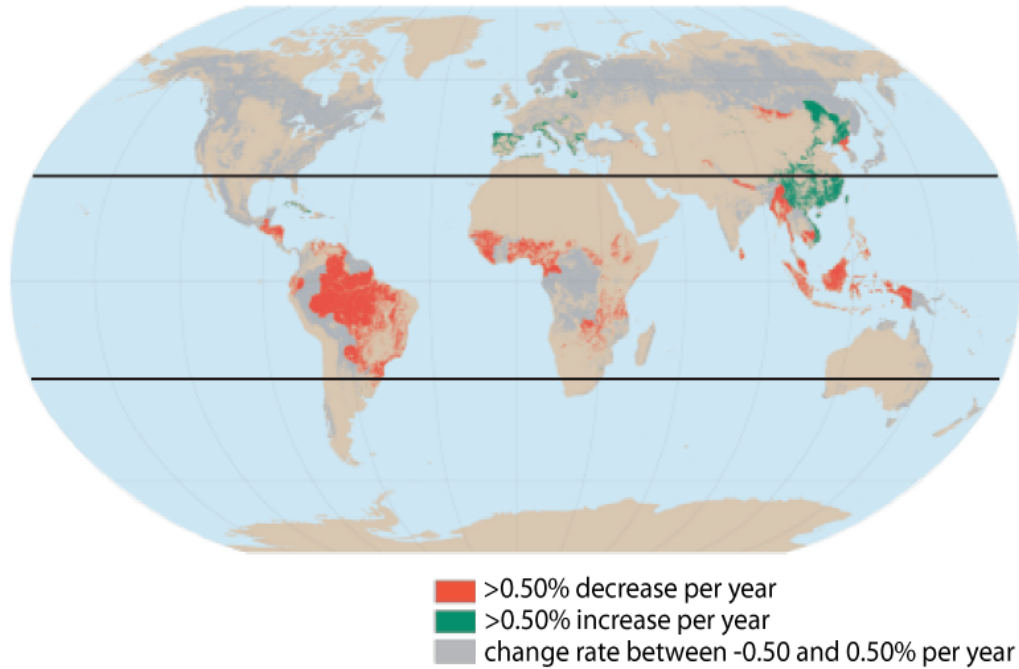 >0.50% decrease per year
>0.50% increase per year
change rate between -0.50 and 0.50% per year